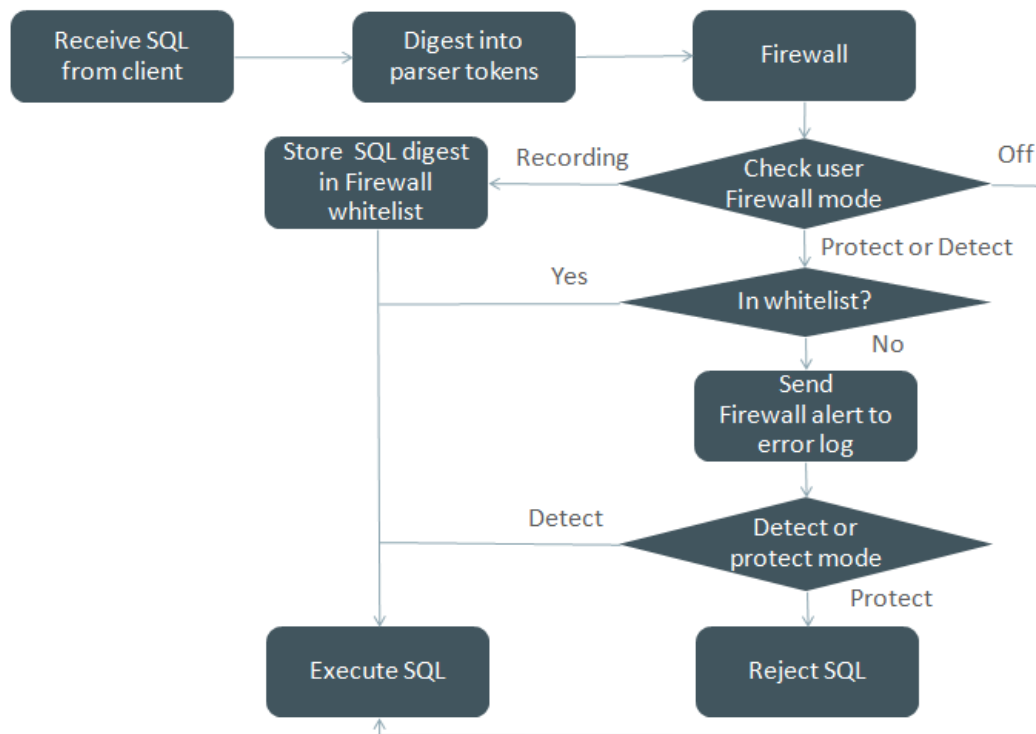 Receive SQL
from client
Digest into
parser tokens
Firewall
Store  SQL digest
in Firewall
whitelist
Recording
Check user
Firewall mode
Off
Protect or Detect
Yes
In whitelist?
No
Send
Firewall alert to
error log
Detect
Detect or
protect mode
Protect
Execute SQL
Reject SQL